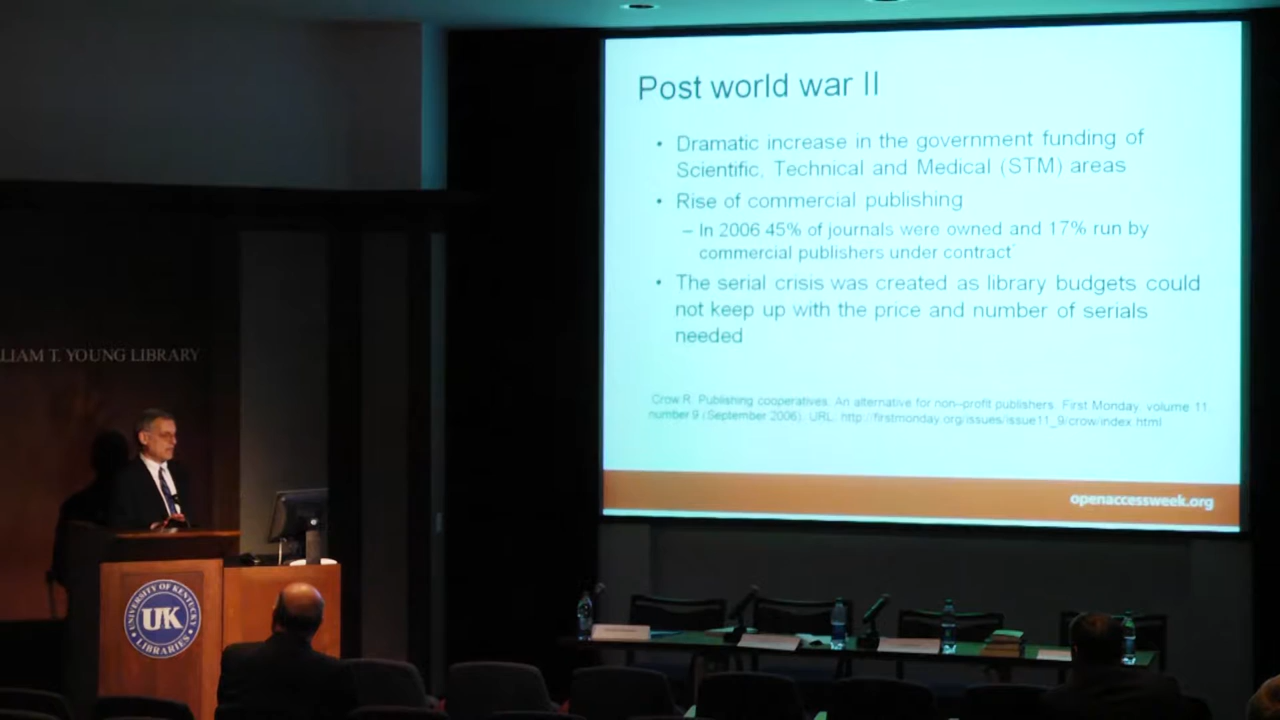 Post world war II
• Dramatic increase in the government funding of
Scientific, Technical and Medical (STM) areas
• Rise of commercial publishing
– In 2006 45% of journals were owned and 17% run by
commercial publishers under contract*
• The serial crisis was created as library budgets could
not keep up with the price and number of serials
needed
Crow R. Publishing cooperatives. An alternative for non-profit publishers. First Monday, volume 11,
number 9 (September 2006). URL: http://firstmonday.org/issues/issue11_9/crow/index.html
openaccessweek.org
LIAM T. YOUNG LIBRARY
UNIVERSITY OF KENTUCKY
UK
• LIBRARIES •